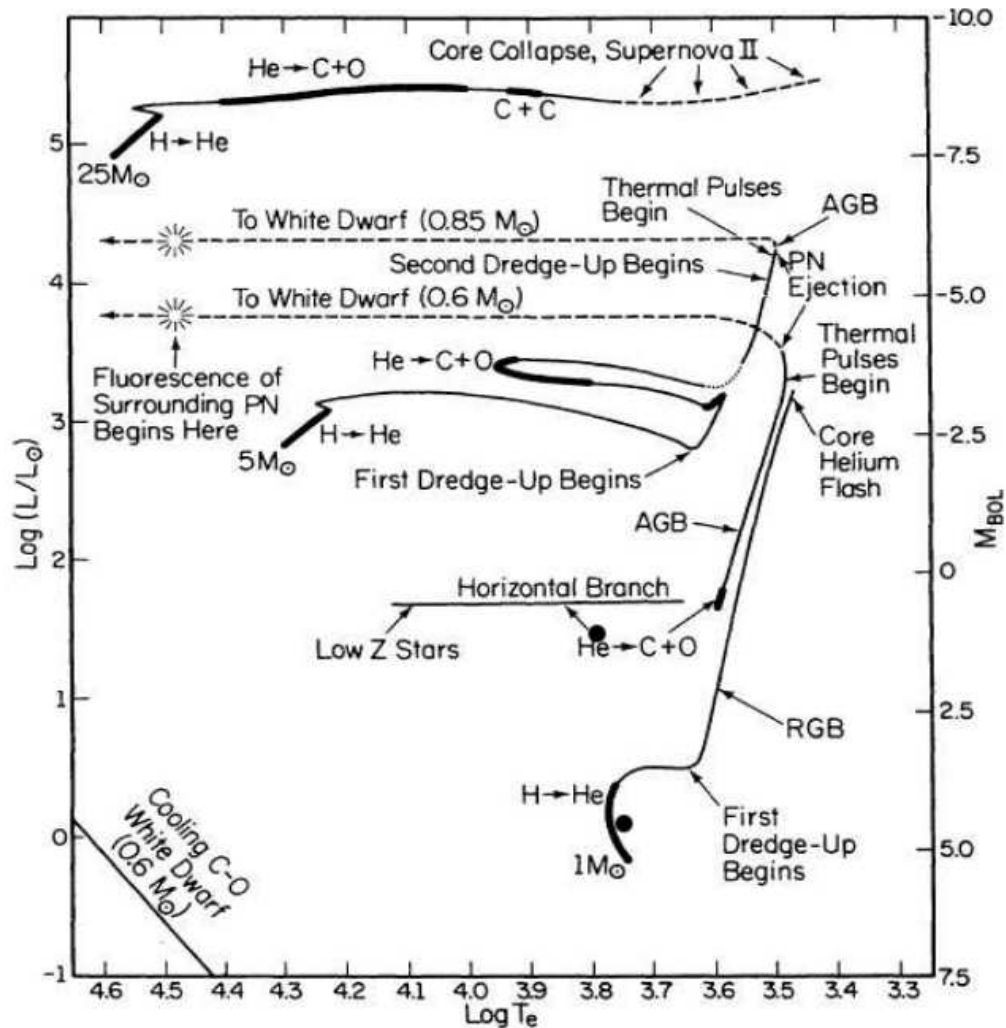 -10.0
Core Collapse, Supernova II
He→C+O
C + C
5
H→He
25M⊙
-7.5
Thermal Pulses
Begin
AGB
To White Dwarf (0.85 M⊙)
PN
Ejection
Second Dredge-Up Begins
4
To White Dwarf (0.6 M⊙)
-5.0
Thermal
Pulses
Begin
He→C+O
Fluorescence of
Surrounding PN
Begins Here
3
H→He
5M⊙
-2.5
Core
Helium
Flash
First Dredge-Up Begins
Log (L/L⊙)
MBOL
AGB
2
0
Horizontal Branch
Low Z Stars
He→C+O
1
2.5
RGB
H→He
First
Dredge-Up
Begins
0
5.0
1M⊙
Cooling C-O
White Dwarf
(0.6 M⊙)
-1
7.5
4.6 4.5 4.4 4.3 4.2 4.1 4.0 3.9 3.8 3.7 3.6 3.5 3.4 3.3
Log Te